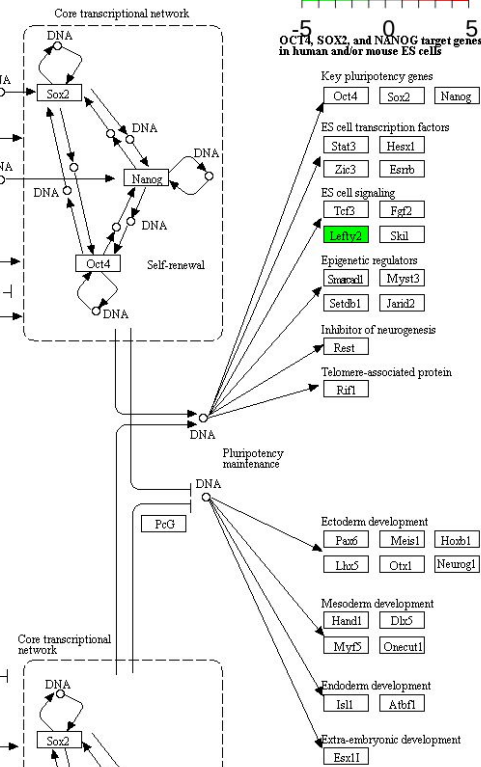 -5 0 5
OCT4, SOX2, and NANOG target genes
in human and/or mouse ES cells
Core transcriptional network
DNA
Sox2
DNA
DNA
DNA
Nanog
DNA
Oct4
Self-renewal
DNA
Key pluripotency genes
Oct4 Sox2 Nanog
ES cell transcription factors
Stat3 Hesx1
Zic3 Esrrb
ES cell signaling
Tcf3 Fgf2
Lefty2 Skil
Epigenetic regulators
Smarcad1 Myst3
Setdb1 Jarid2
Inhibitor of neurogenesis
Rest
Telomere-associated protein
Rif1
DNA
Pluripotency
maintenance
DNA
PcG
Ectoderm development
Pax6 Meis1 Hoxb1
Lhx5 Otx1 Neurog1
Mesoderm development
Hand1 Dlx5
Myf5 Onecut1
Endoderm development
Isl1 Atbf1
Extra-embryonic development
Esx1l
Core transcriptional
network
DNA
Sox2